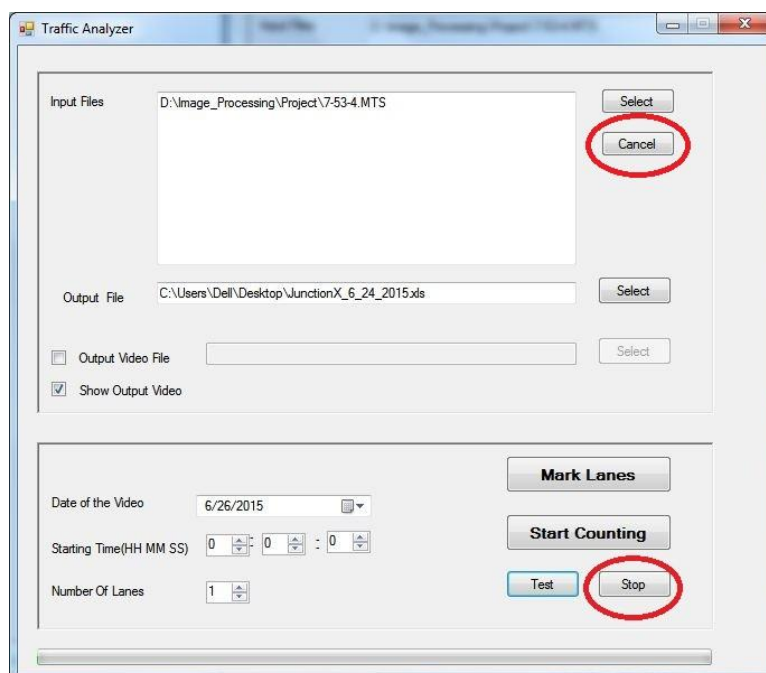 Traffic Analyzer
Input Files
D:\Image_Processing\Project\7-53-4.MTS
Select
Cancel
Output File
C:\Users\Dell\Desktop\JunctionX_6_24_2015.xls
Select
Output Video File
Select
Show Output Video
Mark Lanes
Date of the Video
6/26/2015
Starting Time(HH MM SS)
0 : 0 : 0
Start Counting
Number Of Lanes
1
Test
Stop